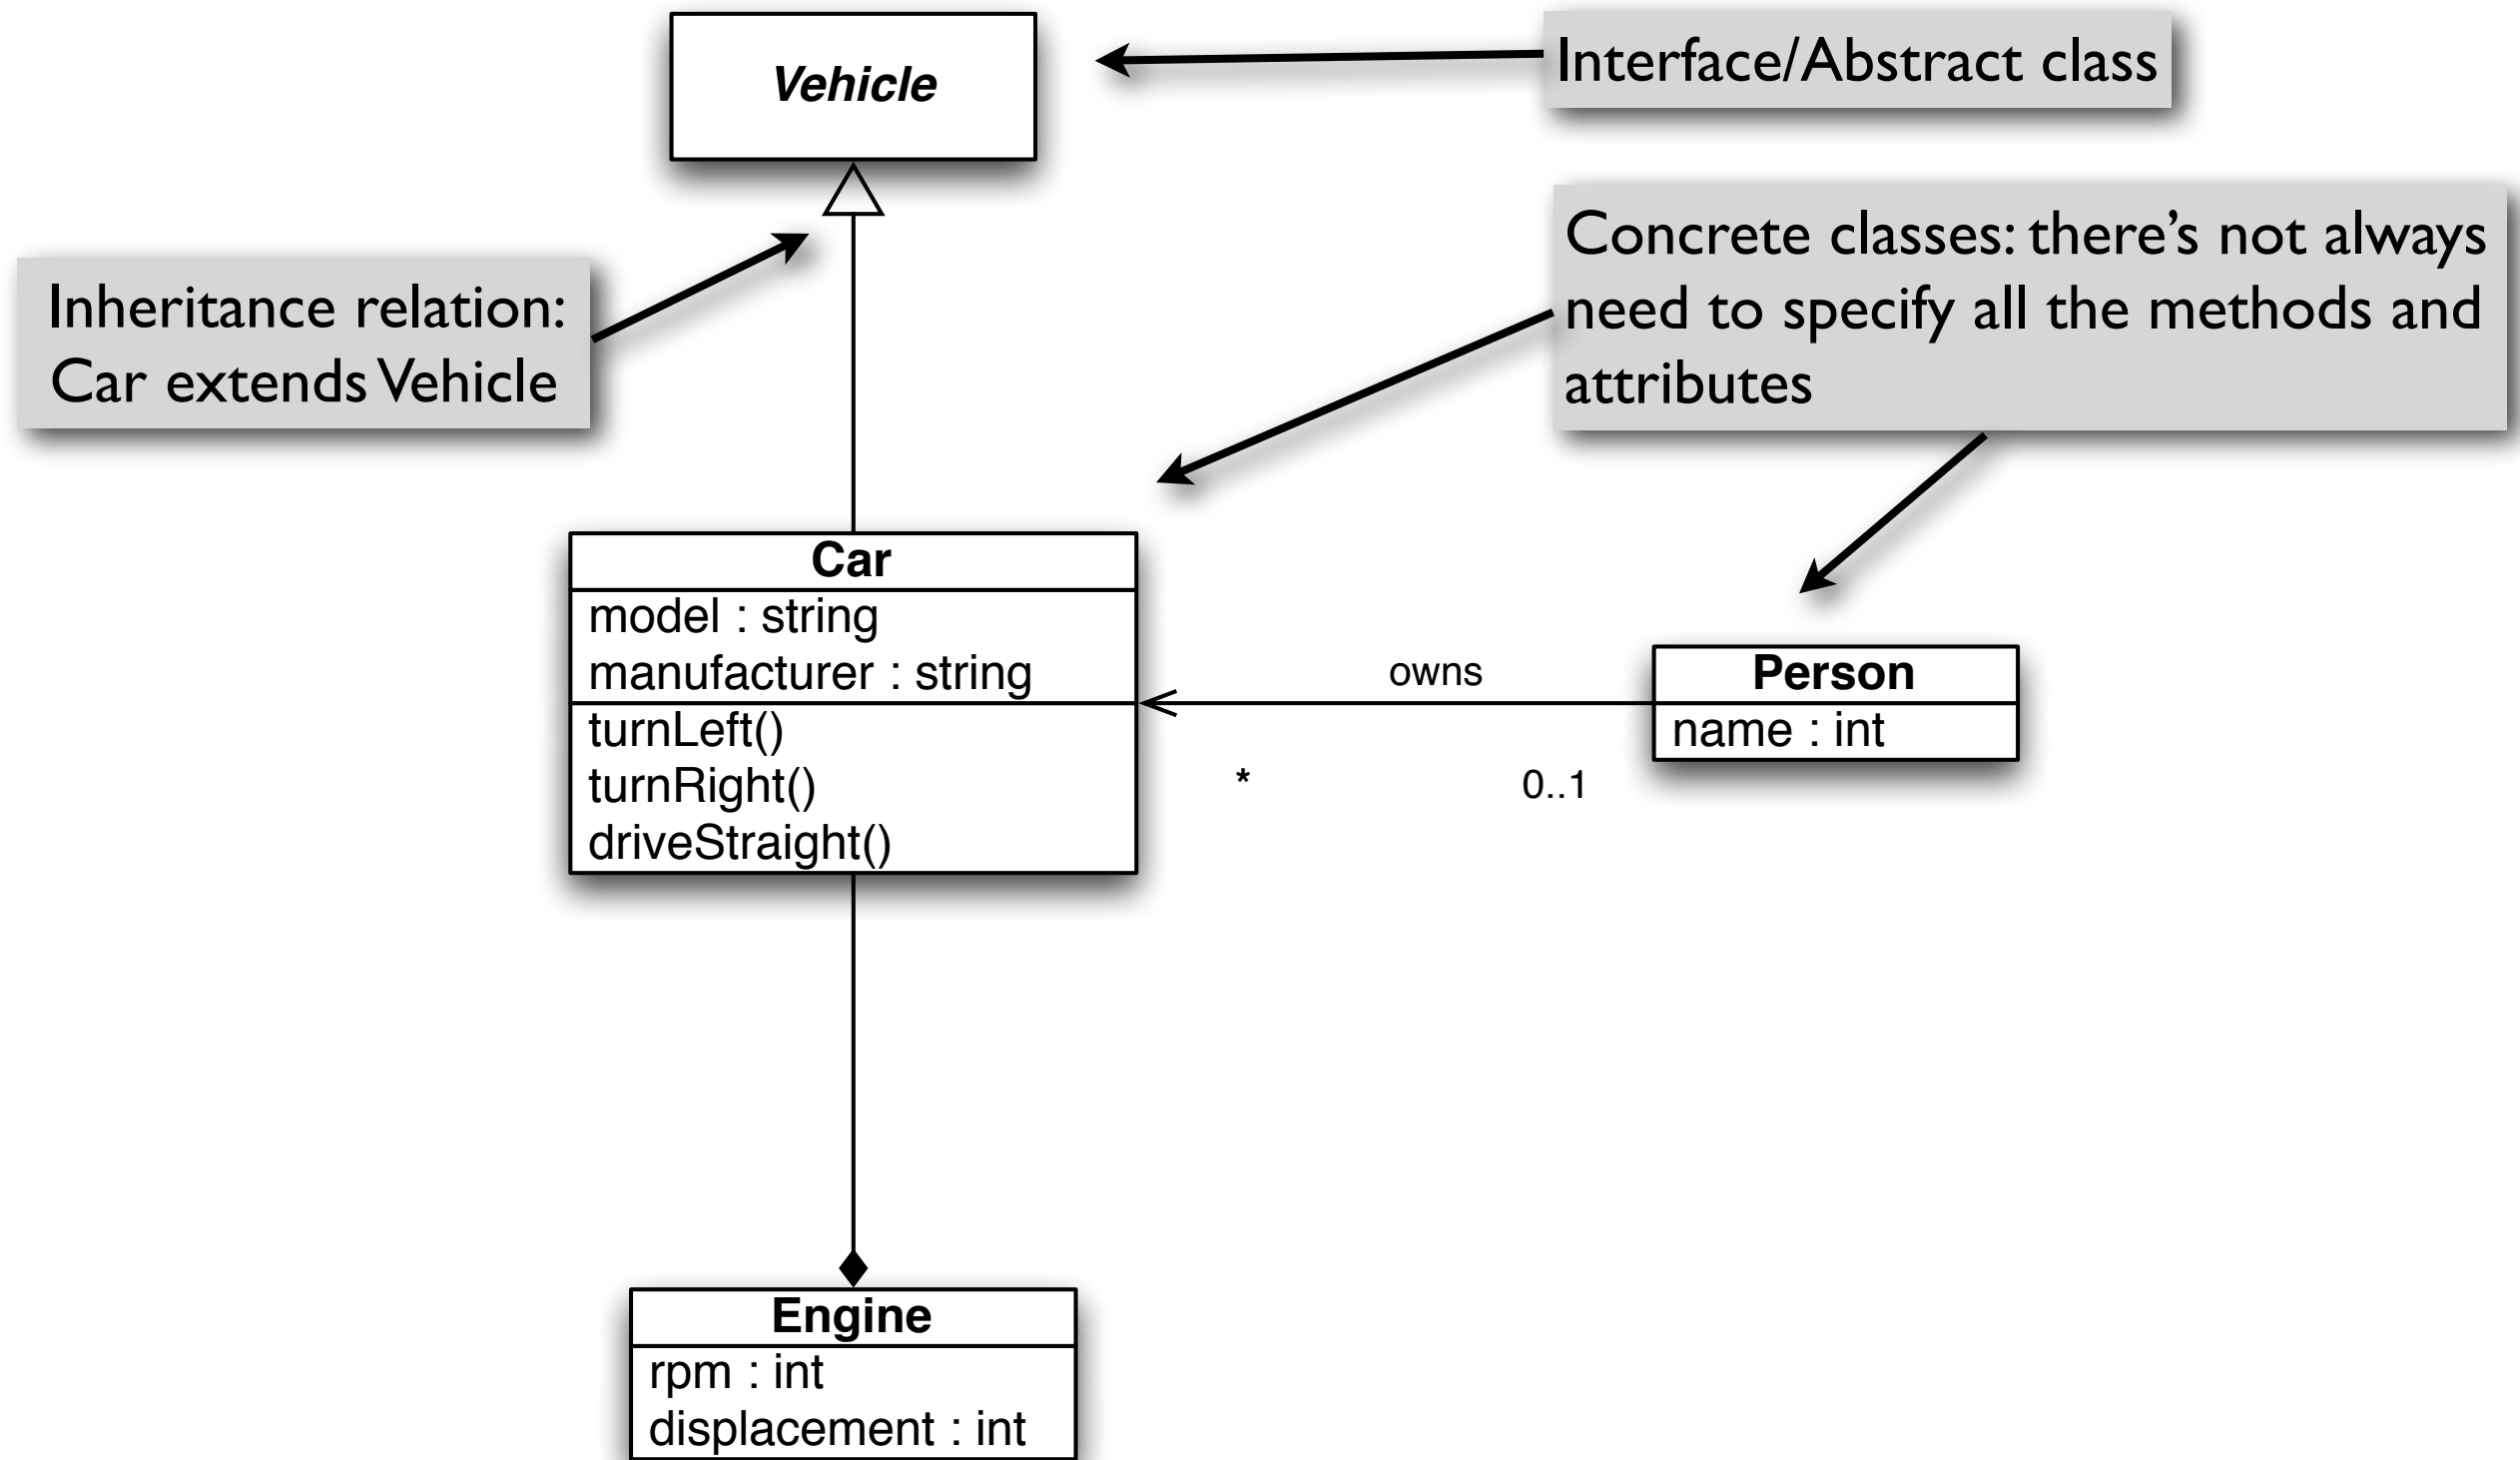 Vehicle
Interface/Abstract class
Inheritance relation:
Car extends Vehicle
Concrete classes: there's not always
need to specify all the methods and
attributes
Car
model : string
manufacturer : string
turnLeft()
turnRight()
driveStraight()
owns
*
0..1
Person
name : int
Engine
rpm : int
displacement : int